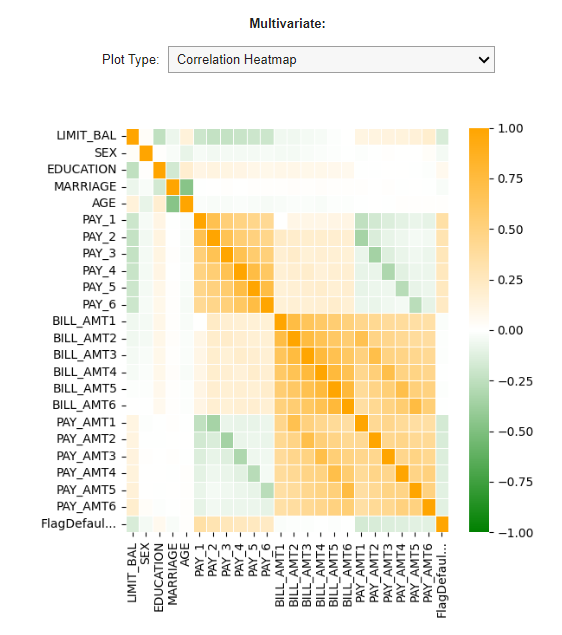 Multivariate:
Plot Type: Correlation Heatmap
LIMIT_BAL
SEX
EDUCATION
MARRIAGE
AGE
PAY_1
PAY_2
PAY_3
PAY_4
PAY_5
PAY_6
BILL_AMT1
BILL_AMT2
BILL_AMT3
BILL_AMT4
BILL_AMT5
BILL_AMT6
PAY_AMT1
PAY_AMT2
PAY_AMT3
PAY_AMT4
PAY_AMT5
PAY_AMT6
FlagDefaul...
LIMIT_BAL
SEX
EDUCATION
MARRIAGE
AGE
PAY_1
PAY_2
PAY_3
PAY_4
PAY_5
PAY_6
BILL_AMT1
BILL_AMT2
BILL_AMT3
BILL_AMT4
BILL_AMT5
BILL_AMT6
PAY_AMT1
PAY_AMT2
PAY_AMT3
PAY_AMT4
PAY_AMT5
PAY_AMT6
FlagDefaul...
1.00
0.75
0.50
0.25
0.00
−0.25
−0.50
−0.75
−1.00